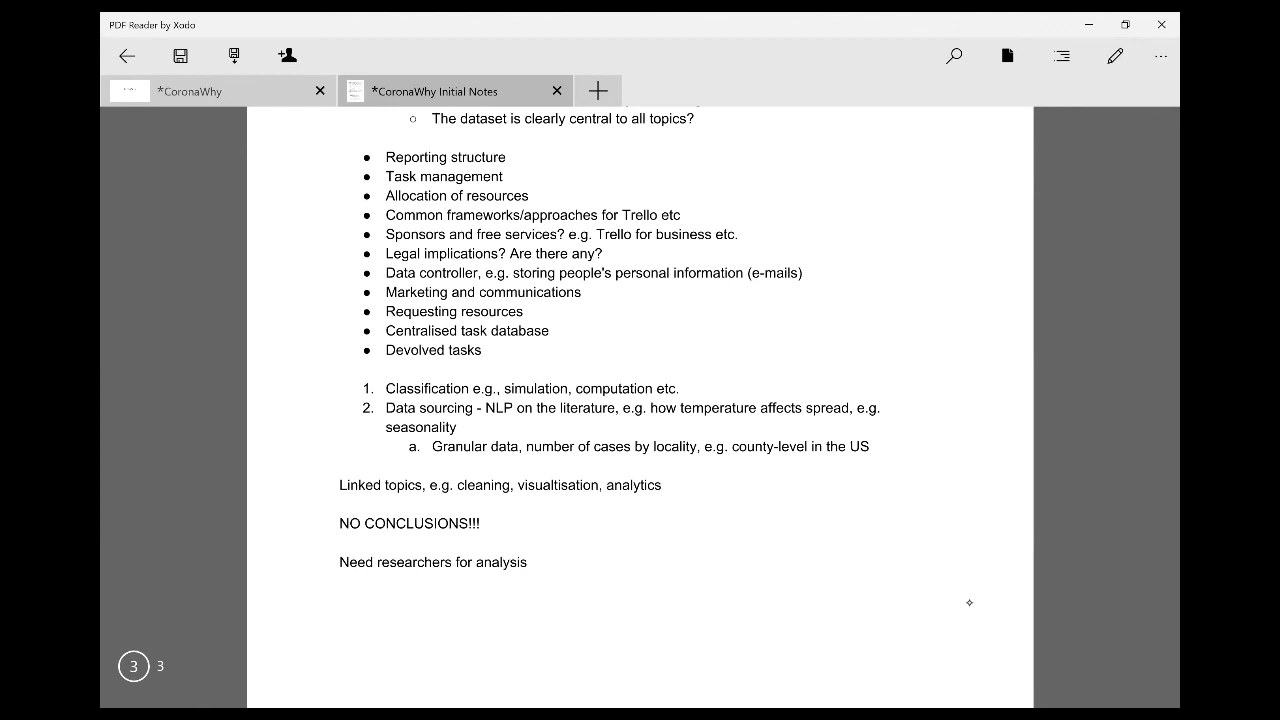 PDF Reader by Xodo
*CoronaWhy
*CoronaWhy Initial Notes
○ The dataset is clearly central to all topics?
● Reporting structure
● Task management
● Allocation of resources
● Common frameworks/approaches for Trello etc
● Sponsors and free services? e.g. Trello for business etc.
● Legal implications? Are there any?
● Data controller, e.g. storing people's personal information (e-mails)
● Marketing and communications
● Requesting resources
● Centralised task database
● Devolved tasks
1. Classification e.g., simulation, computation etc.
2. Data sourcing - NLP on the literature, e.g. how temperature affects spread, e.g.
seasonality
a. Granular data, number of cases by locality, e.g. county-level in the US
Linked topics, e.g. cleaning, visualtisation, analytics
NO CONCLUSIONS!!!
Need researchers for analysis
3 3